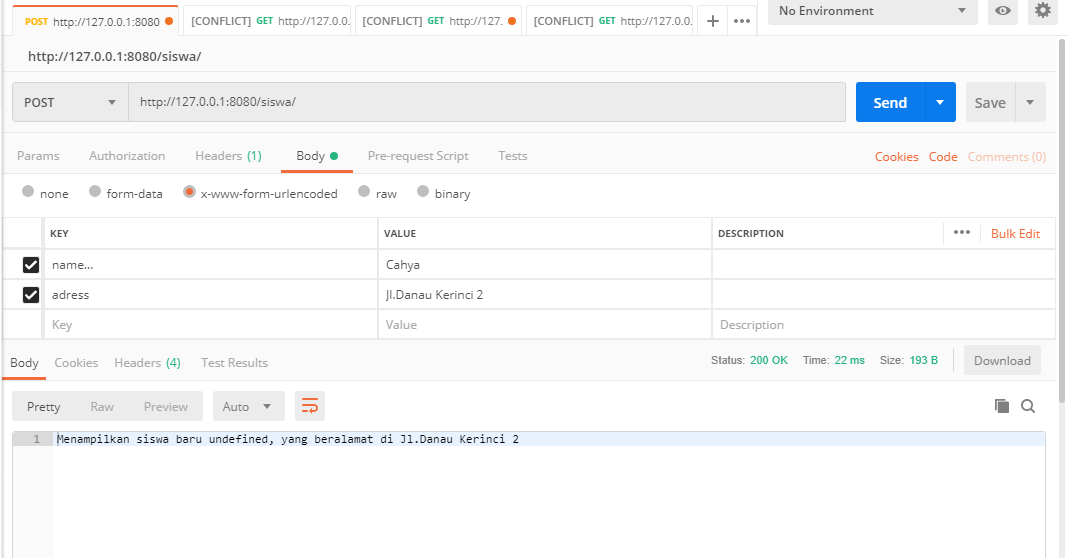 POST http://127.0.0.1:8080 [CONFLICT] GET http://127.0.0. [CONFLICT] GET http://127. [CONFLICT] GET http://127.0.0. + ••• No Environment
http://127.0.0.1:8080/siswa/
POST http://127.0.0.1:8080/siswa/ Send Save
Params Authorization Headers (1) Body Pre-request Script Tests Cookies Code Comments (0)
none form-data x-www-form-urlencoded raw binary
KEY VALUE DESCRIPTION ••• Bulk Edit
name... Cahya
adress Jl.Danau Kerinci 2
Key Value Description
Body Cookies Headers (4) Test Results Status: 200 OK Time: 22 ms Size: 193 B Download
Pretty Raw Preview Auto
1 Menampilkan siswa baru undefined, yang beralamat di Jl.Danau Kerinci 2